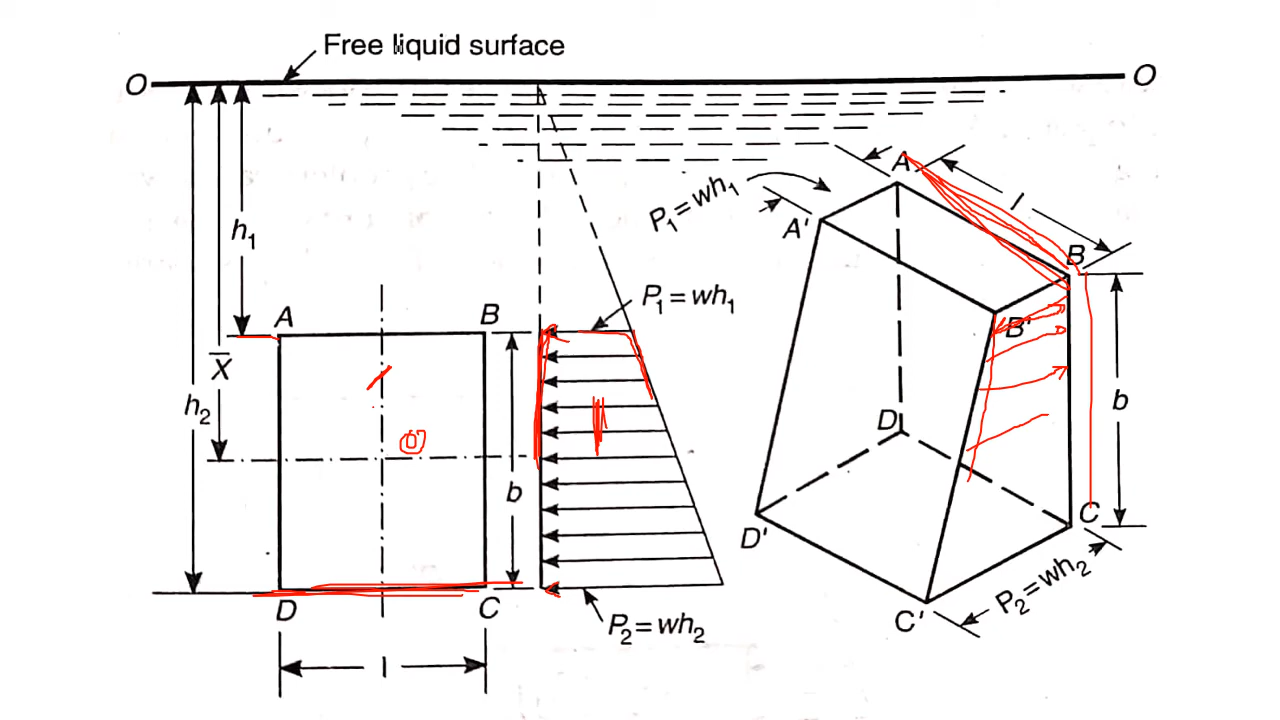 Free liquid surface
O
O
h₁
X̄
h₂
A
B
D
C
l
b
P₁ = wh₁
P₂ = wh₂
P₁ = wh₁
A
A'
l
B
B'
b
D
D'
C
C'
P₂ = wh₂